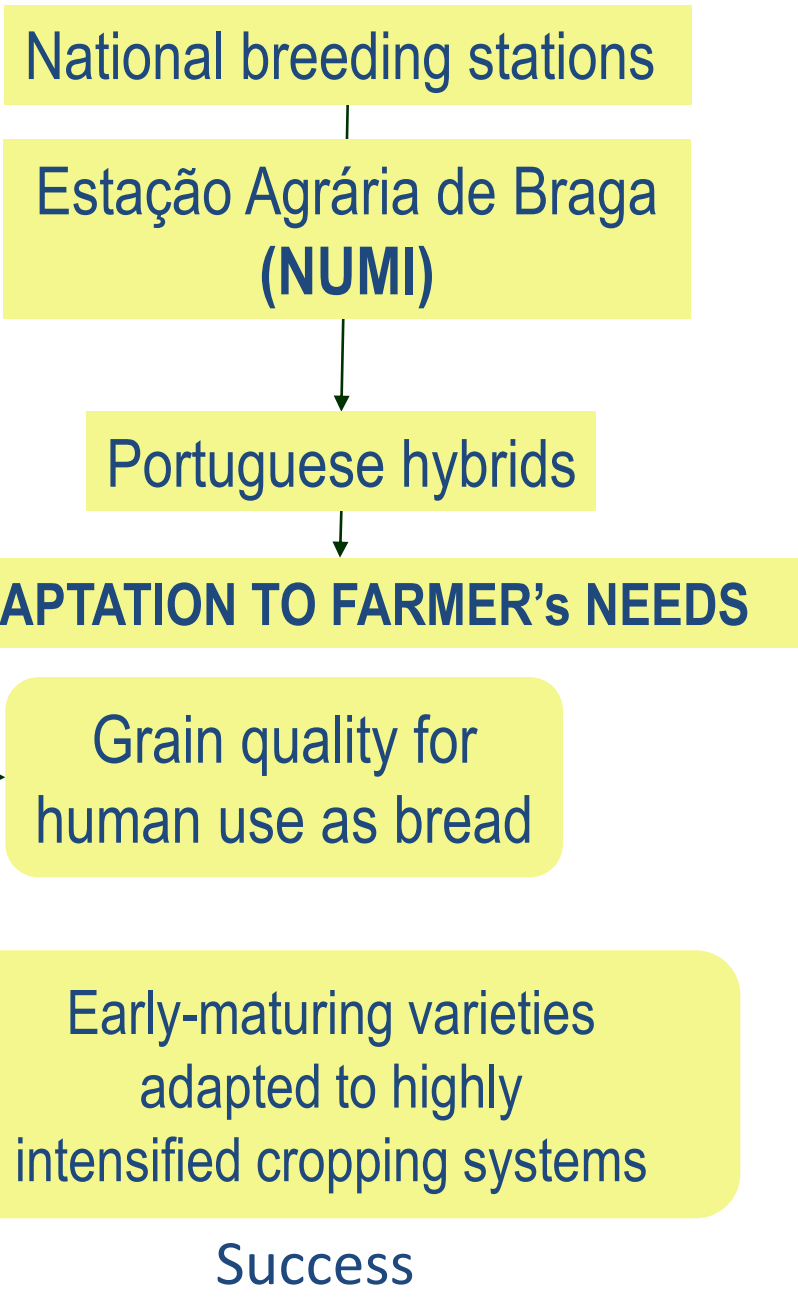 National breeding stations
Estação Agrária de Braga
(NUMI)
Portuguese hybrids
APTATION TO FARMER’s NEEDS
Grain quality for
human use as bread
Early-maturing varieties
adapted to highly
intensified cropping systems
Success